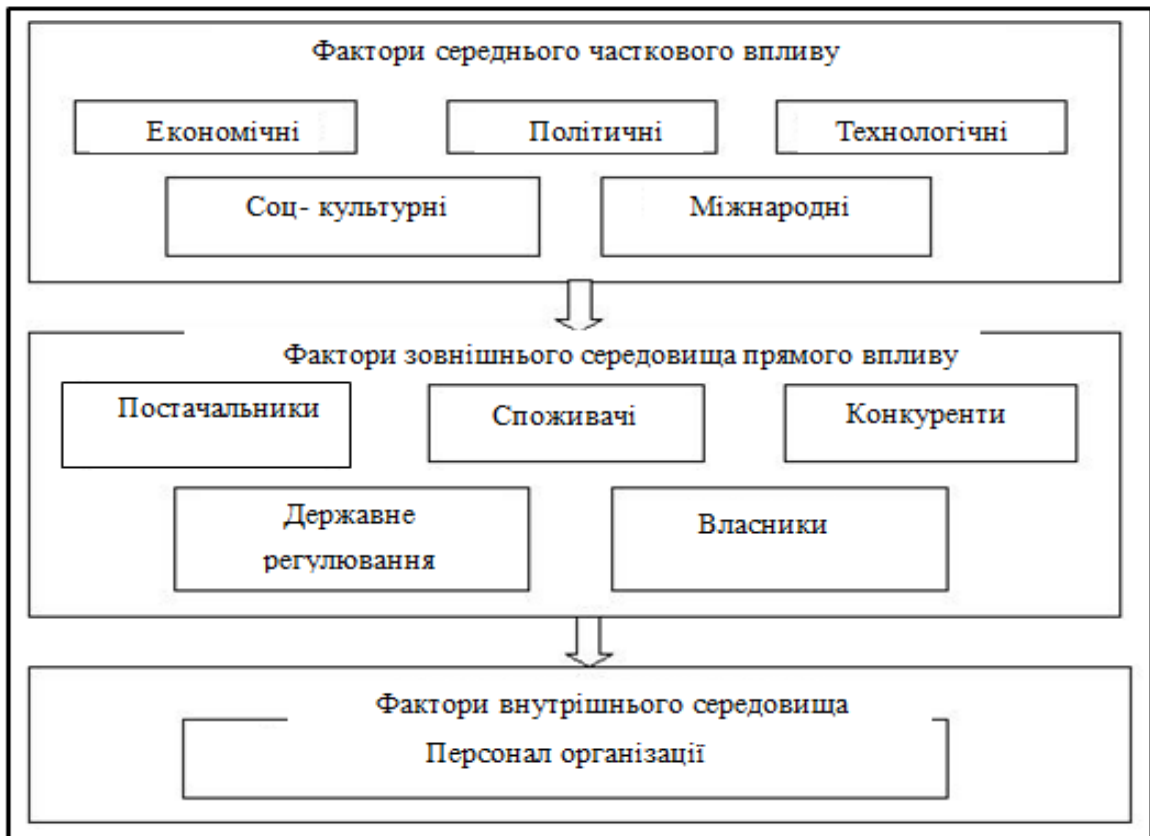 Фактори середнього часткового впливу
Економічні
Політичні
Технологічні
Соц- культурні
Міжнародні
Фактори зовнішнього середовища прямого впливу
Постачальники
Споживачі
Конкуренти
Державне
регулювання
Власники
Фактори внутрішнього середовища
Персонал організації